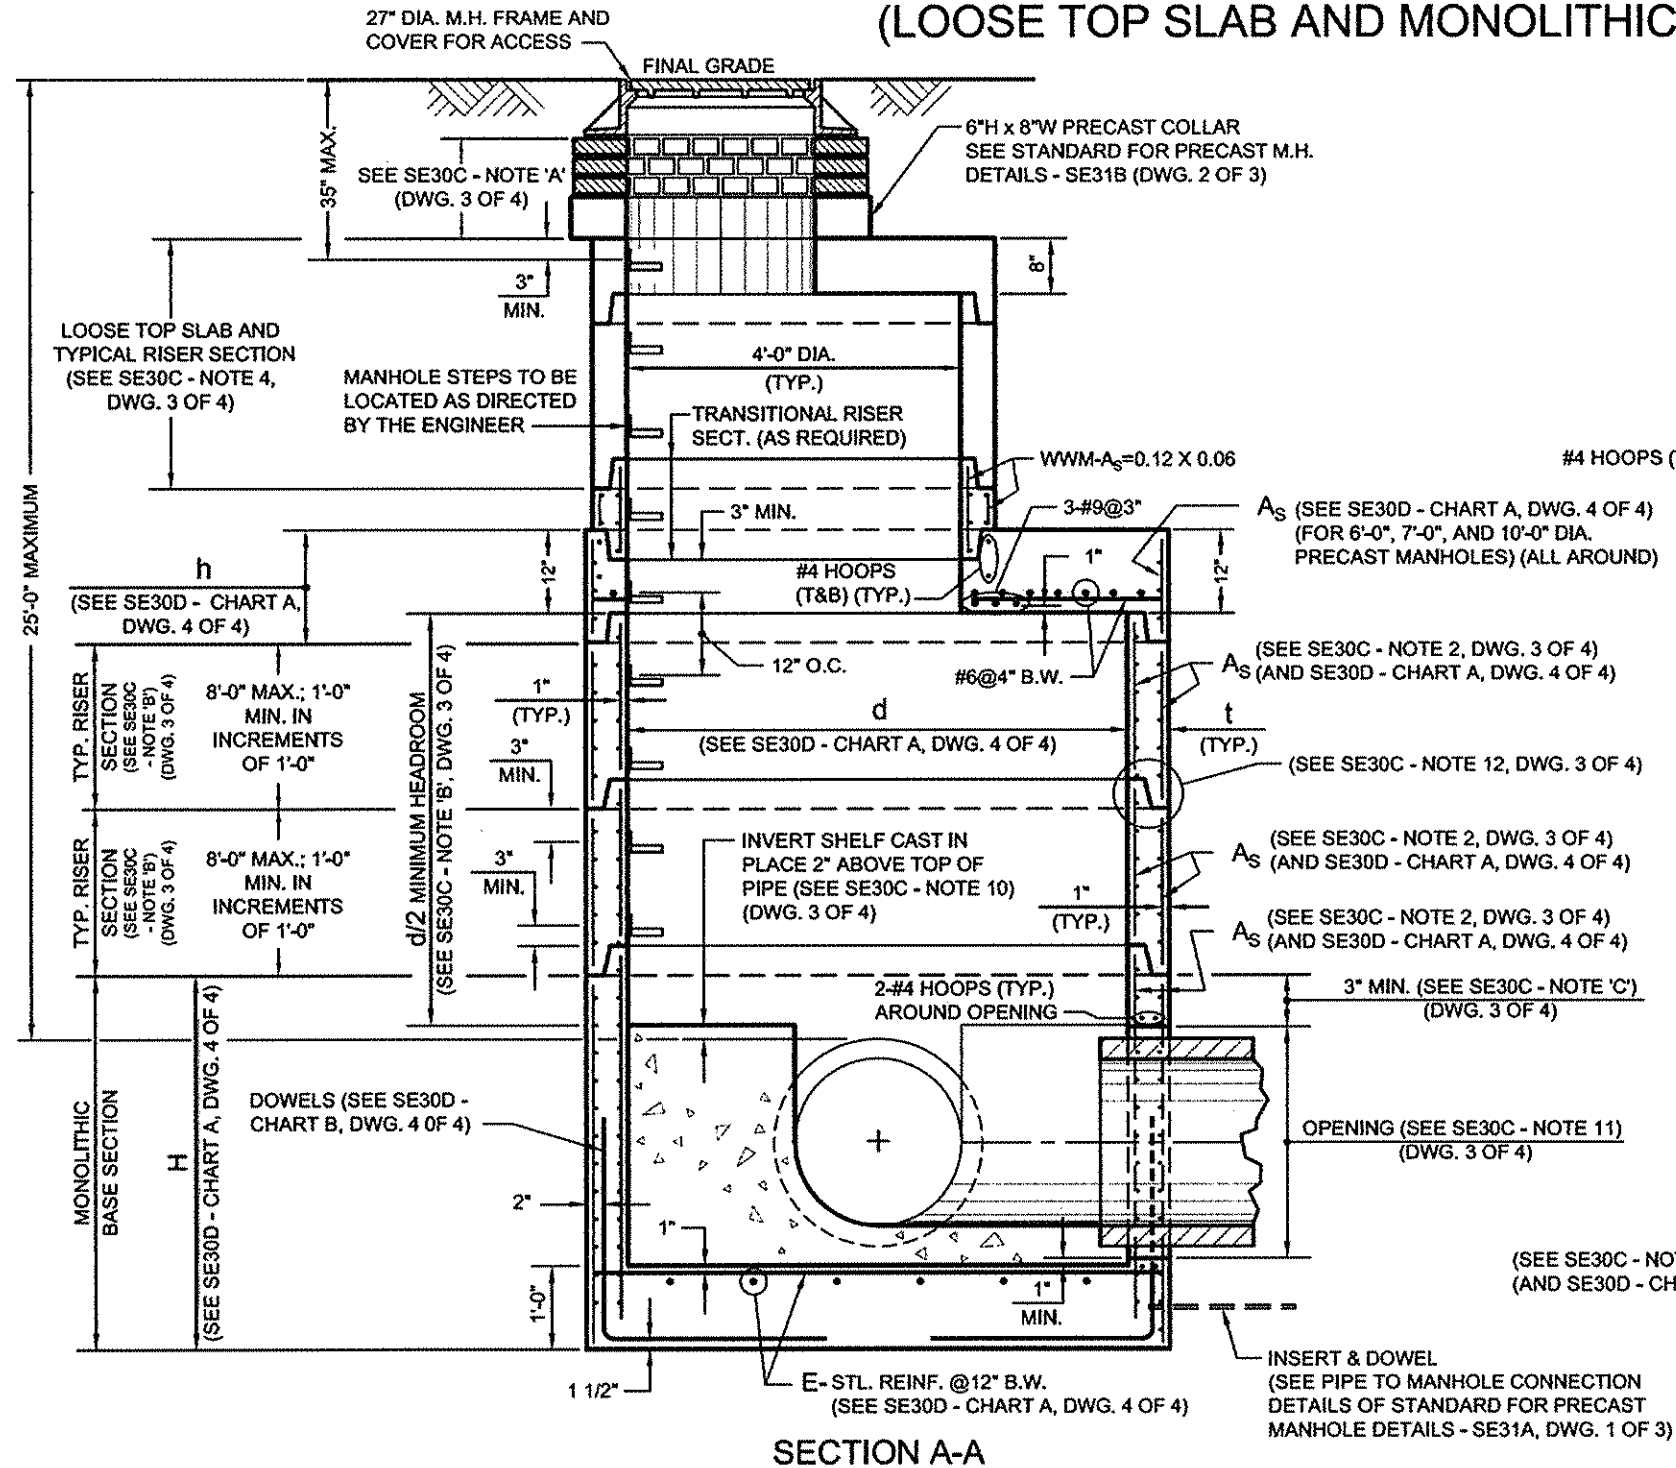 (LOOSE TOP SLAB AND MONOLITHIC
27" DIA. M.H. FRAME AND
COVER FOR ACCESS
FINAL GRADE
35" MAX.
SEE SE30C - NOTE 'A'
(DWG. 3 OF 4)
6"H x 8"W PRECAST COLLAR
SEE STANDARD FOR PRECAST M.H.
DETAILS - SE31B (DWG. 2 OF 3)
3"
MIN.
8"
LOOSE TOP SLAB AND
TYPICAL RISER SECTION
(SEE SE30C - NOTE 4,
DWG. 3 OF 4)
MANHOLE STEPS TO BE
LOCATED AS DIRECTED
BY THE ENGINEER
4'-0" DIA.
(TYP.)
TRANSITIONAL RISER
SECT. (AS REQUIRED)
WWM-AS=0.12 X 0.06
#4 HOOPS (
25'-0" MAXIMUM
3" MIN.
3-#9@3"
AS (SEE SE30D - CHART A, DWG. 4 OF 4)
(FOR 6'-0", 7'-0", AND 10'-0" DIA.
PRECAST MANHOLES) (ALL AROUND)
h
(SEE SE30D - CHART A,
DWG. 4 OF 4)
12"
#4 HOOPS
(T&B) (TYP.)
1"
12"
12" O.C.
#6@4" B.W.
TYP. RISER
SECTION
(SEE SE30C
- NOTE 'B')
(DWG. 3 OF 4)
8'-0" MAX.; 1'-0"
MIN. IN
INCREMENTS
OF 1'-0"
d/2 MINIMUM HEADROOM
(SEE SE30C - NOTE 'B', DWG. 3 OF 4)
1"
(TYP.)
3"
MIN.
d
(SEE SE30D - CHART A, DWG. 4 OF 4)
(SEE SE30C - NOTE 2, DWG. 3 OF 4)
AS (AND SE30D - CHART A, DWG. 4 OF 4)
t
(TYP.)
(SEE SE30C - NOTE 12, DWG. 3 OF 4)
TYP. RISER
SECTION
(SEE SE30C
- NOTE 'B')
(DWG. 3 OF 4)
8'-0" MAX.; 1'-0"
MIN. IN
INCREMENTS
OF 1'-0"
3"
MIN.
INVERT SHELF CAST IN
PLACE 2" ABOVE TOP OF
PIPE (SEE SE30C - NOTE 10)
(DWG. 3 OF 4)
(SEE SE30C - NOTE 2, DWG. 3 OF 4)
AS (AND SE30D - CHART A, DWG. 4 OF 4)
1"
(TYP.)
(SEE SE30C - NOTE 2, DWG. 3 OF 4)
AS (AND SE30D - CHART A, DWG. 4 OF 4)
2-#4 HOOPS (TYP.)
AROUND OPENING
3" MIN. (SEE SE30C - NOTE 'C')
(DWG. 3 OF 4)
MONOLITHIC
BASE SECTION
H
(SEE SE30D - CHART A, DWG. 4 OF 4)
DOWELS (SEE SE30D -
CHART B, DWG. 4 OF 4)
OPENING (SEE SE30C - NOTE 11)
(DWG. 3 OF 4)
2"
1"
1'-0"
1"
MIN.
(SEE SE30C - NO
(AND SE30D - CH
1 1/2"
E- STL. REINF. @12" B.W.
(SEE SE30D - CHART A, DWG. 4 OF 4)
INSERT & DOWEL
(SEE PIPE TO MANHOLE CONNECTION
DETAILS OF STANDARD FOR PRECAST
MANHOLE DETAILS - SE31A, DWG. 1 OF 3)
SECTION A-A